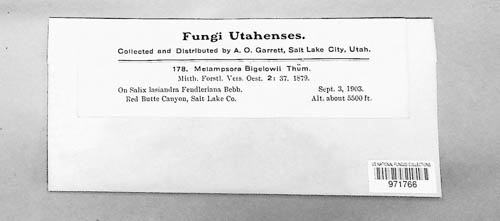 Fungi Utahenses.
Collected and Distributed by A. O. Garrett, Salt Lake City, Utah.
178. Melampsora Bigelowii Thüm.
Mitth. Forstl. Vers. Oest. 2: 37. 1879.
On Salix lasiandra Fendleriana Bebb. Sept. 3, 1903.
Red Butte Canyon, Salt Lake Co. Alt. about 5500 ft.
US NATIONAL FUNGUS COLLECTIONS
971766